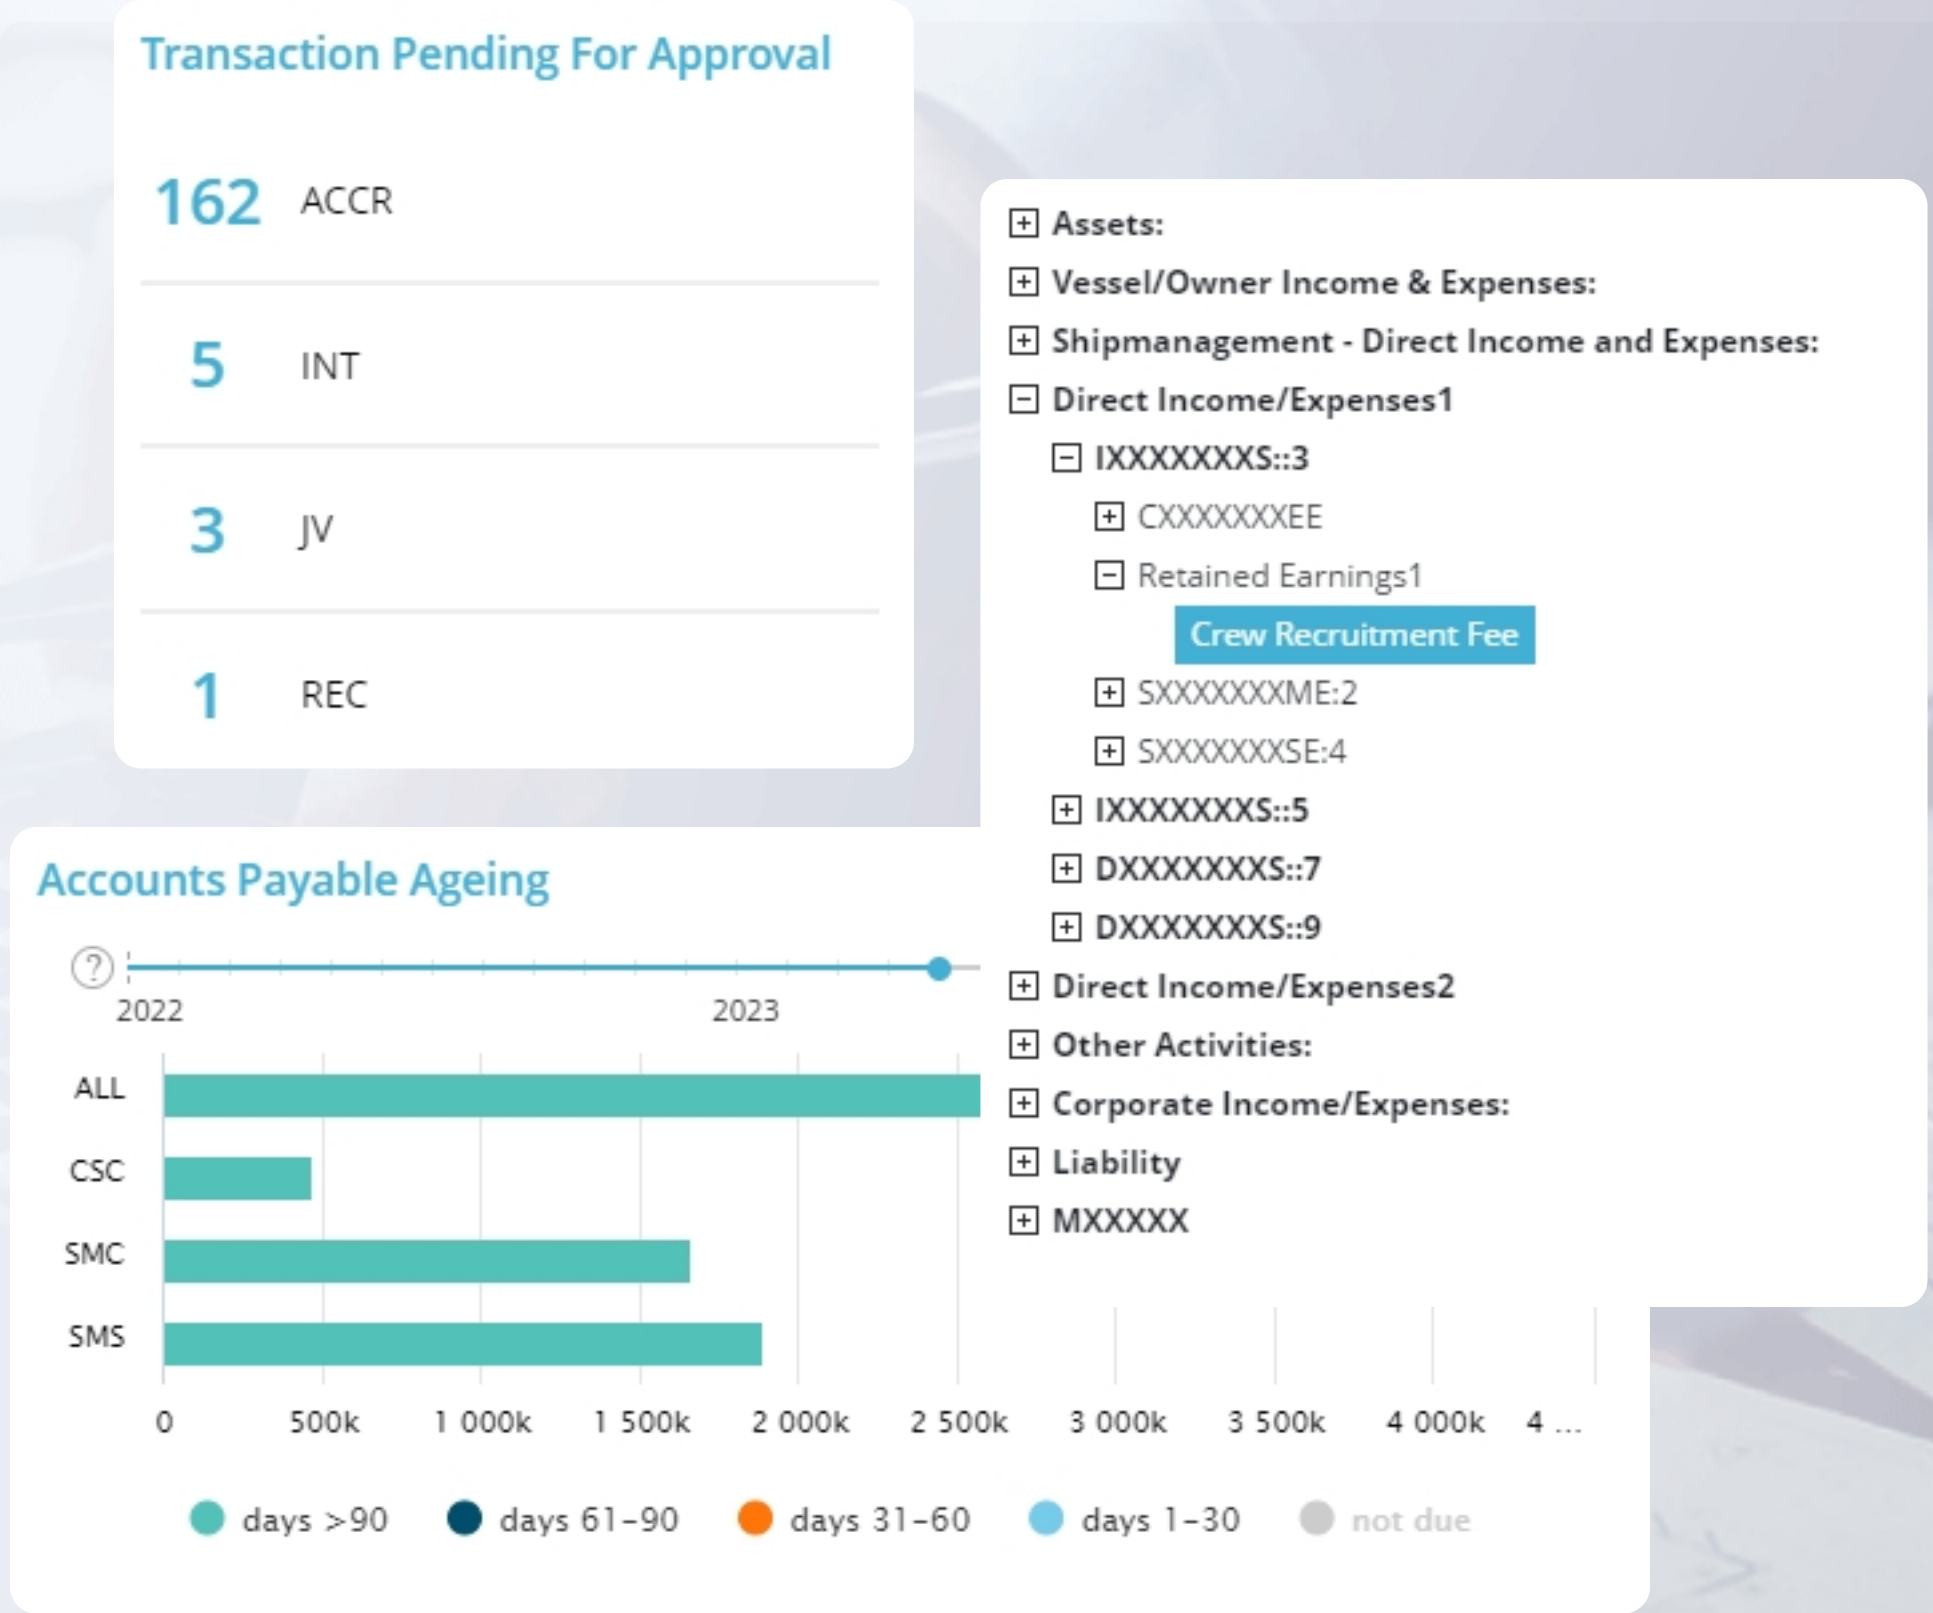 Transaction Pending For Approval
162 ACCR
5 INT
3 JV
1 REC
Assets:
Vessel/Owner Income & Expenses:
Shipmanagement - Direct Income and Expenses:
Direct Income/Expenses1
IXXXXXXXS::3
CXXXXXXXEE
Retained Earnings1
Crew Recruitment Fee
SXXXXXXXME:2
SXXXXXXXSE:4
IXXXXXXXS::5
DXXXXXXXS::7
DXXXXXXXS::9
Direct Income/Expenses2
Other Activities:
Corporate Income/Expenses:
Liability
MXXXXX
Accounts Payable Ageing
?
2022 2023
ALL
CSC
SMC
SMS
0 500k 1 000k 1 500k 2 000k 2 500k 3 000k 3 500k 4 000k 4 ...
days >90 days 61-90 days 31-60 days 1-30 not due